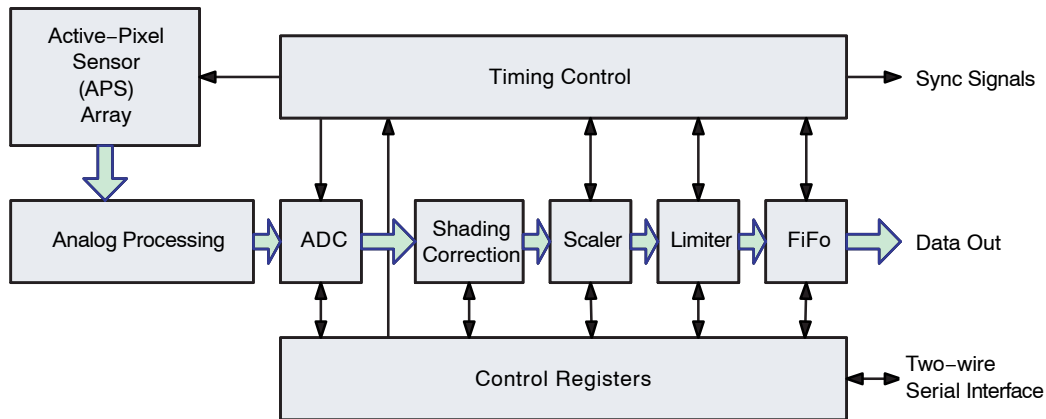 Active−Pixel
Sensor
(APS)
Array
Timing Control
Sync Signals
Analog Processing
ADC
Shading
Correction
Scaler
Limiter
FiFo
Data Out
Control Registers
Two−wire
Serial Interface